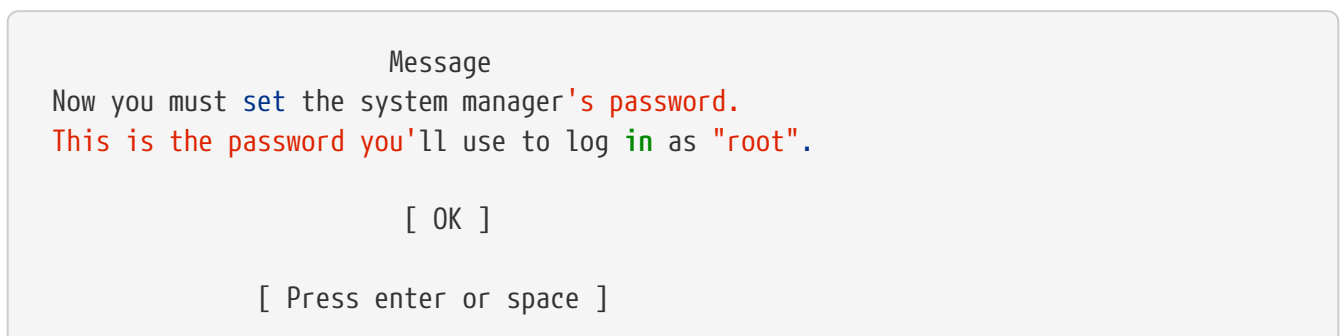 Message
Now you must set the system manager's password.
This is the password you'll use to log in as "root".
[ OK ]
[ Press enter or space ]